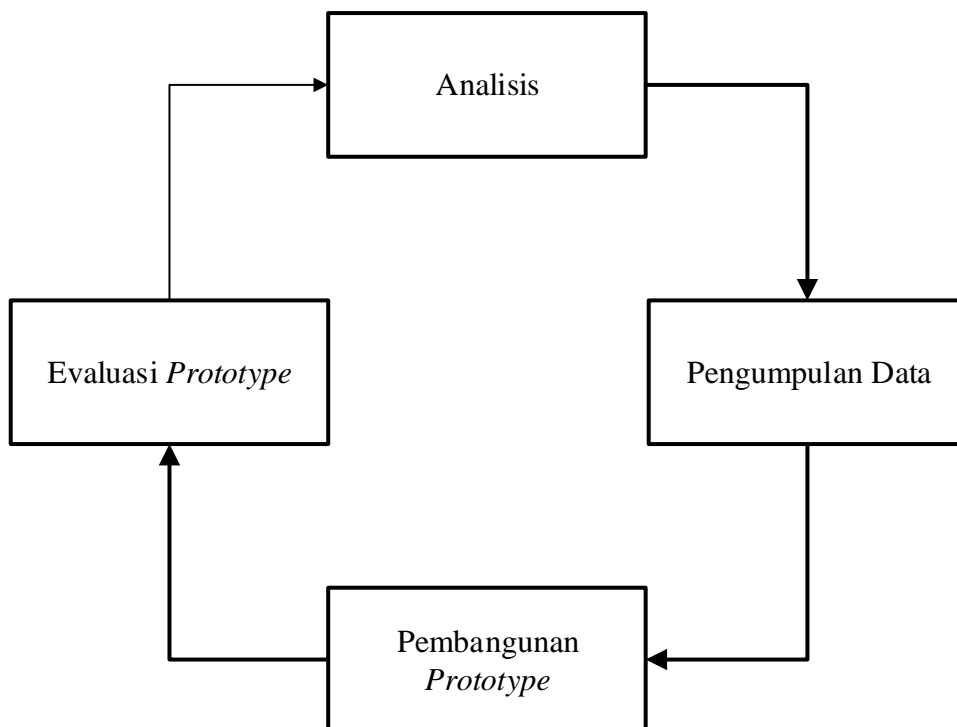 Analisis
Evaluasi Prototype
Pengumpulan Data
Pembangunan
Prototype